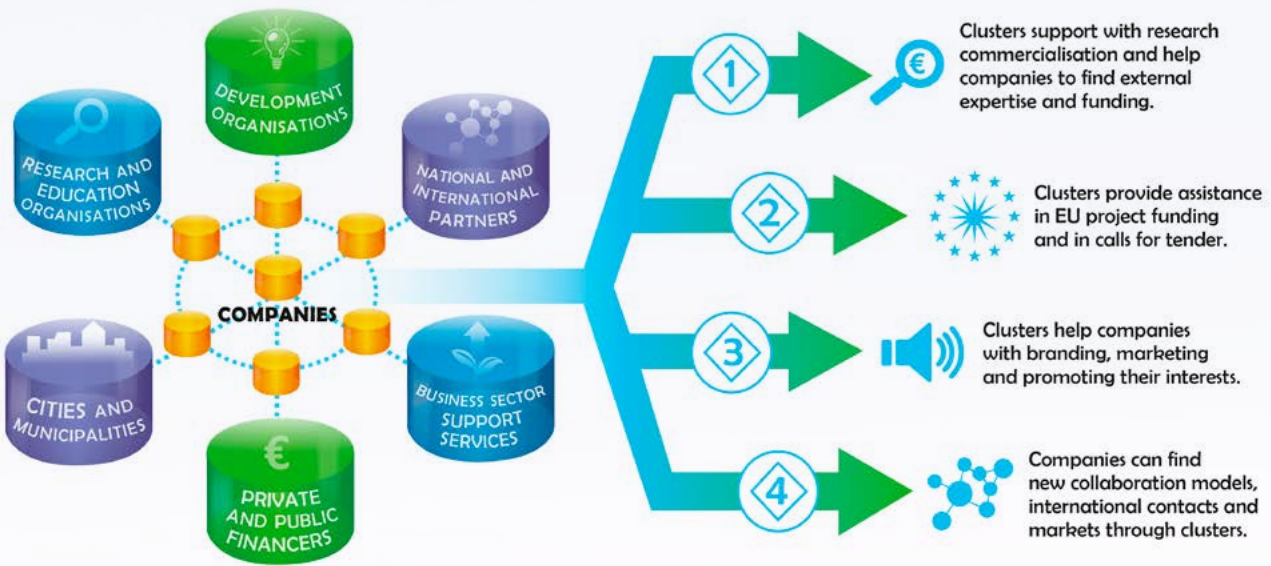 DEVELOPMENT
ORGANISATIONS
RESEARCH AND
EDUCATION
ORGANISATIONS
NATIONAL AND
INTERNATIONAL
PARTNERS
COMPANIES
CITIES AND
MUNICIPALITIES
BUSINESS SECTOR
SUPPORT
SERVICES
€
PRIVATE
AND PUBLIC
FINANCERS
1
€
Clusters support with research
commercialisation and help
companies to find external
expertise and funding.
2
Clusters provide assistance
in EU project funding
and in calls for tender.
3
Clusters help companies
with branding, marketing
and promoting their interests.
4
Companies can find
new collaboration models,
international contacts and
markets through clusters.